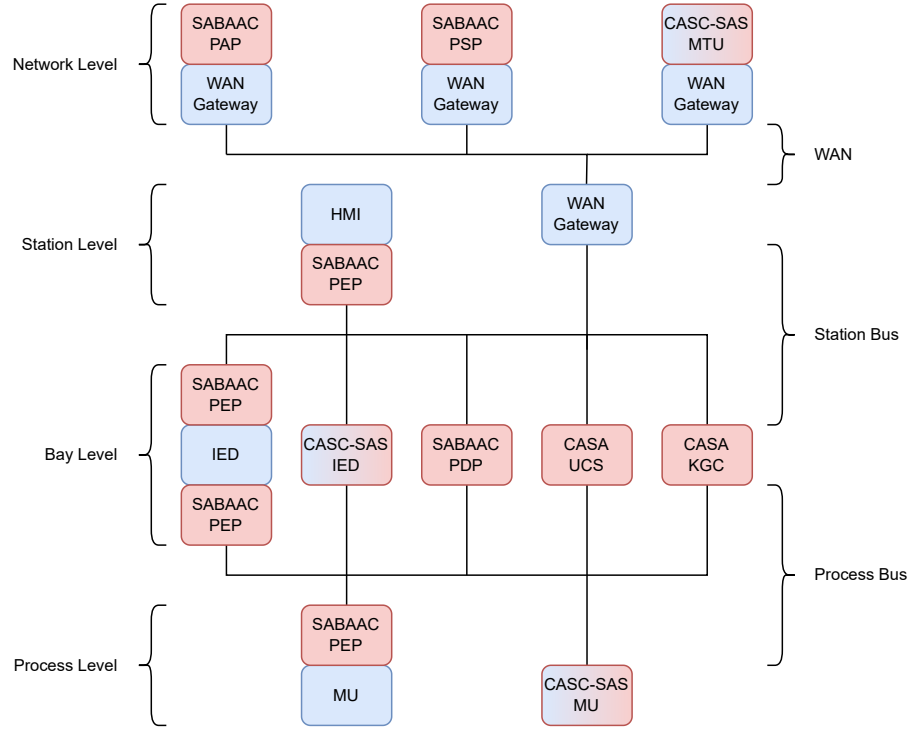 SABAAC
PAP
SABAAC
PSP
CASC-SAS
MTU
Network Level
WAN
Gateway
WAN
Gateway
WAN
Gateway
WAN
HMI
WAN
Gateway
Station Level
SABAAC
PEP
Station Bus
SABAAC
PEP
Bay Level
IED
CASC-SAS
IED
SABAAC
PDP
CASA
UCS
CASA
KGC
SABAAC
PEP
Process Bus
SABAAC
PEP
Process Level
MU
CASC-SAS
MU